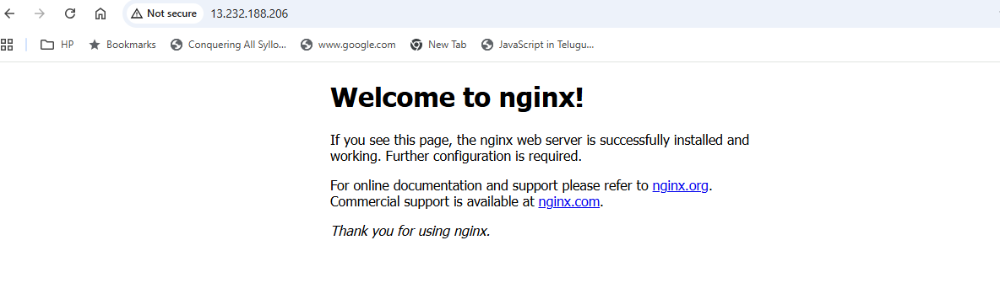 Not secure 13.232.188.206
HP Bookmarks Conquering All Syllo... www.google.com New Tab JavaScript in Telugu...
Welcome to nginx!
If you see this page, the nginx web server is successfully installed and
working. Further configuration is required.
For online documentation and support please refer to nginx.org.
Commercial support is available at nginx.com.
Thank you for using nginx.